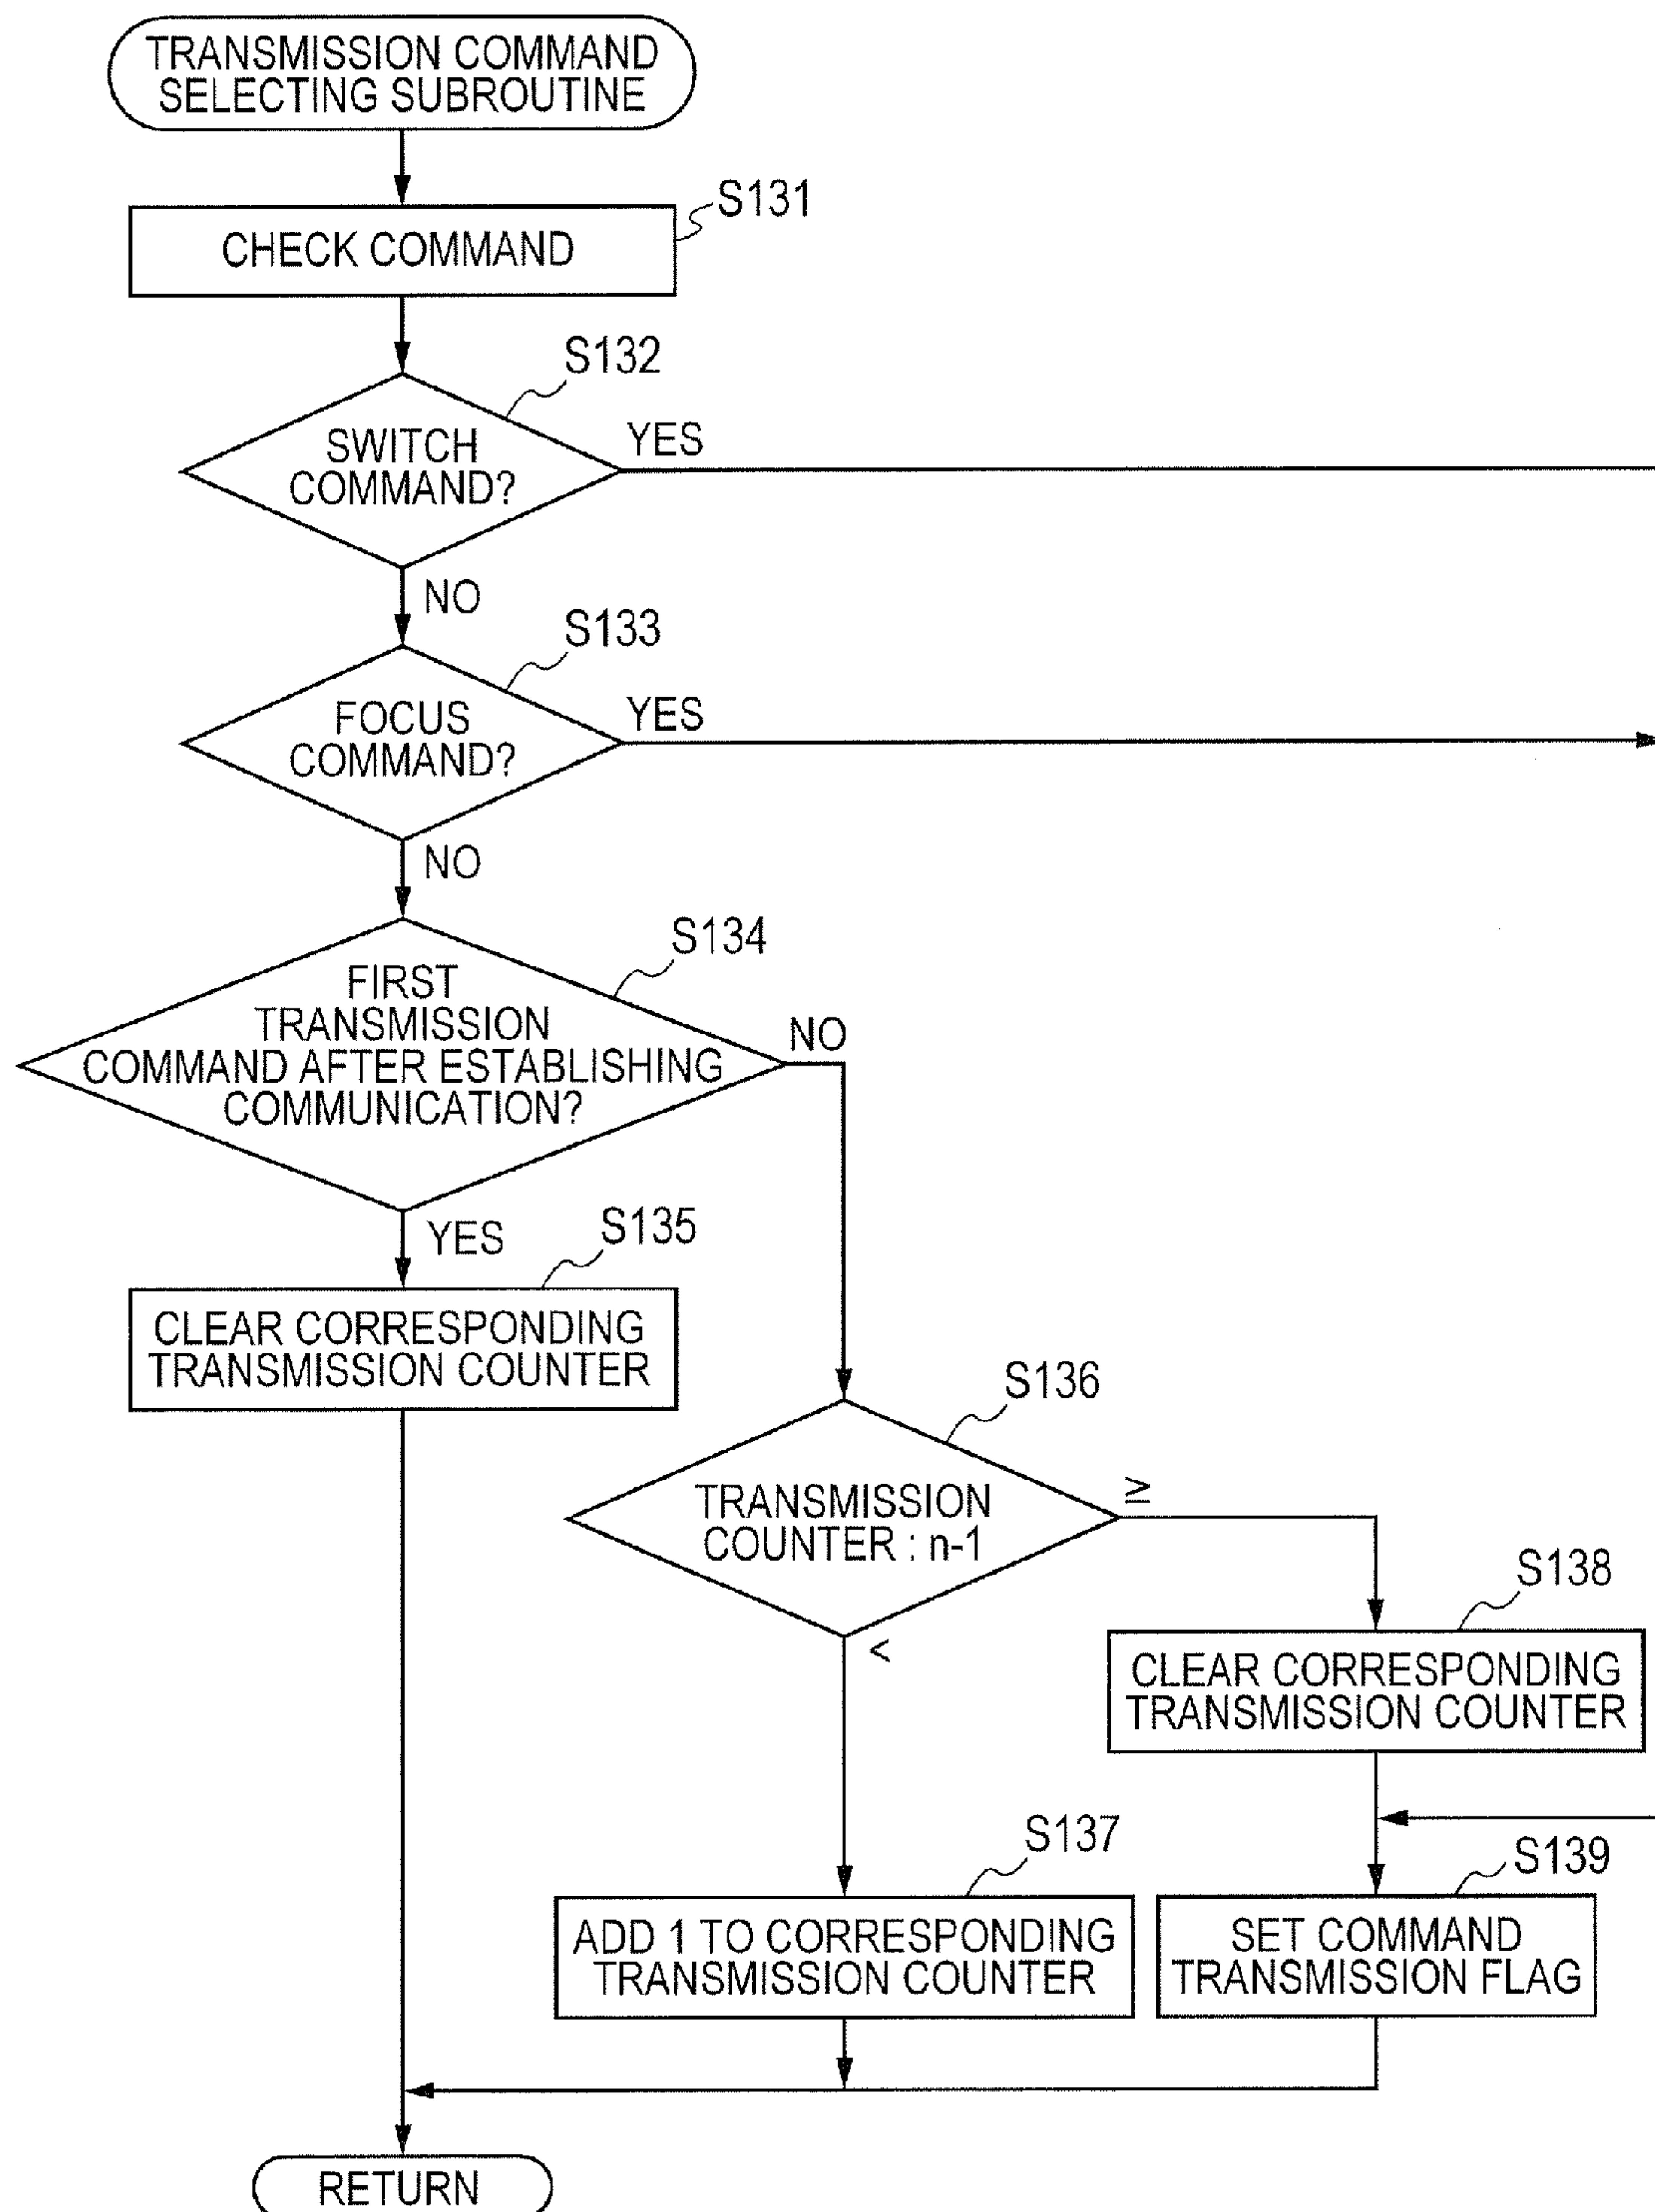 TRANSMISSION COMMAND
SELECTING SUBROUTINE
S131
CHECK COMMAND
S132
SWITCH
COMMAND?
YES
NO
S133
FOCUS
COMMAND?
YES
NO
S134
FIRST
TRANSMISSION
COMMAND AFTER ESTABLISHING
COMMUNICATION?
NO
YES
S135
CLEAR CORRESPONDING
TRANSMISSION COUNTER
S136
TRANSMISSION
COUNTER : n-1
≥
<
S138
CLEAR CORRESPONDING
TRANSMISSION COUNTER
S137
ADD 1 TO CORRESPONDING
TRANSMISSION COUNTER
S139
SET COMMAND
TRANSMISSION FLAG
RETURN